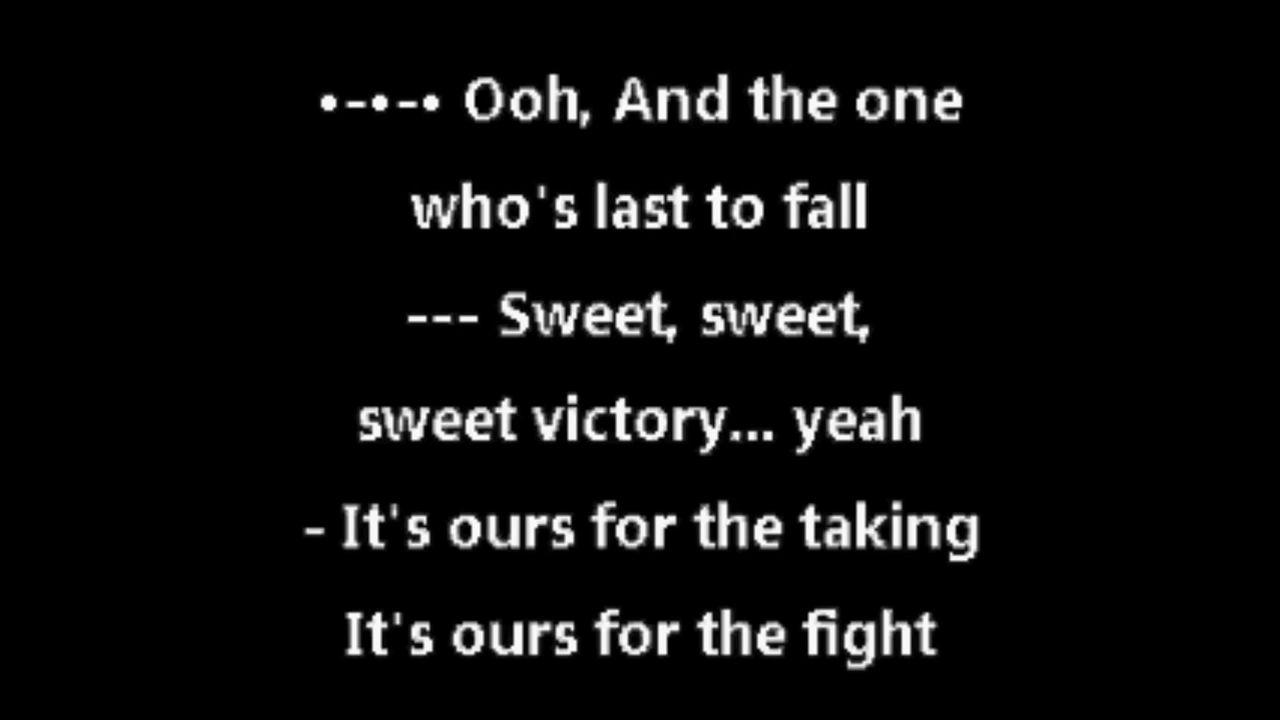 •-•-• Ooh, And the one
who's last to fall
--- Sweet, sweet,
sweet victory... yeah
- It's ours for the taking
It's ours for the fight